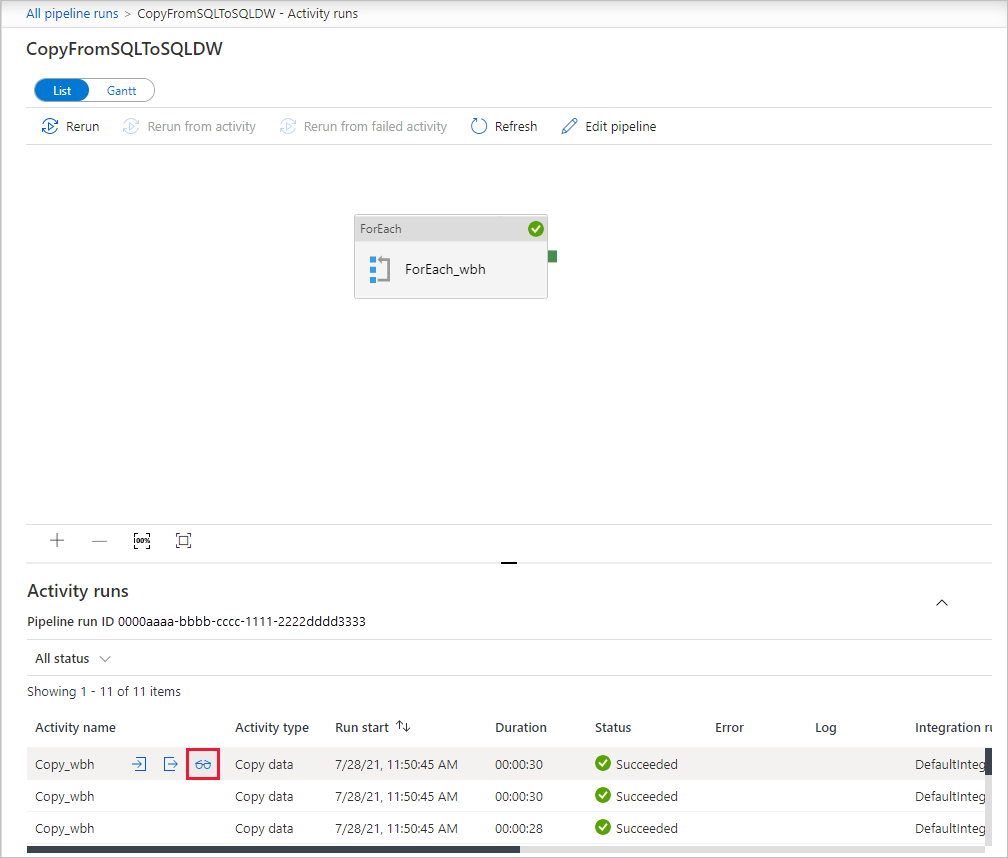 All pipeline runs > CopyFromSQLToSQLDW - Activity runs
CopyFromSQLToSQLDW
List Gantt
Rerun Rerun from activity Rerun from failed activity Refresh Edit pipeline
ForEach
ForEach_wbh
100%
Activity runs
Pipeline run ID 0000aaaa-bbbb-cccc-1111-2222dddd3333
All status
Showing 1 - 11 of 11 items
Activity name Activity type Run start Duration Status Error Log Integration ru
Copy_wbh Copy data 7/28/21, 11:50:45 AM 00:00:30 Succeeded DefaultInteg
Copy_wbh Copy data 7/28/21, 11:50:45 AM 00:00:30 Succeeded DefaultInteg
Copy_wbh Copy data 7/28/21, 11:50:45 AM 00:00:28 Succeeded DefaultInteg